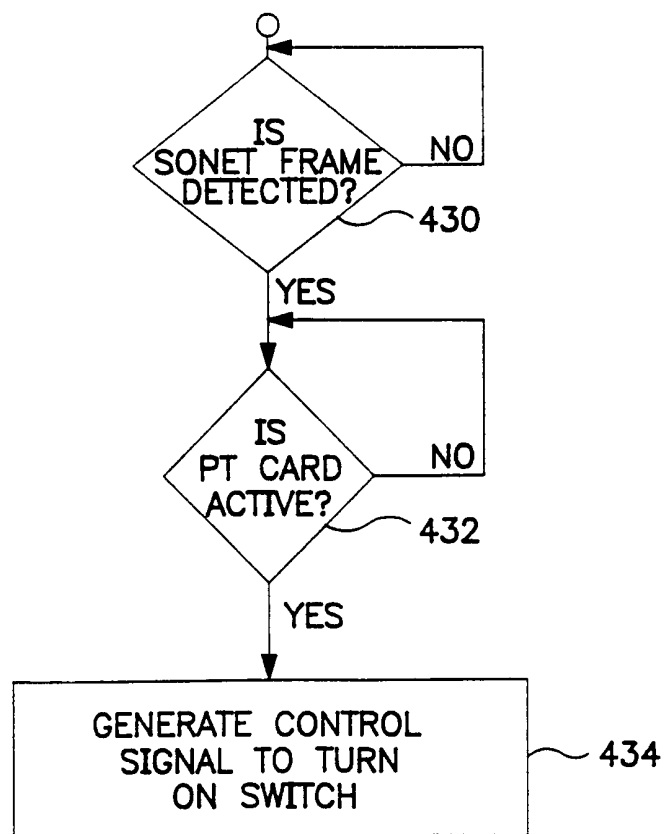 IS
SONET FRAME
DETECTED?
NO
430
YES
IS
PT CARD
ACTIVE?
NO
432
YES
GENERATE CONTROL
SIGNAL TO TURN
ON SWITCH
434